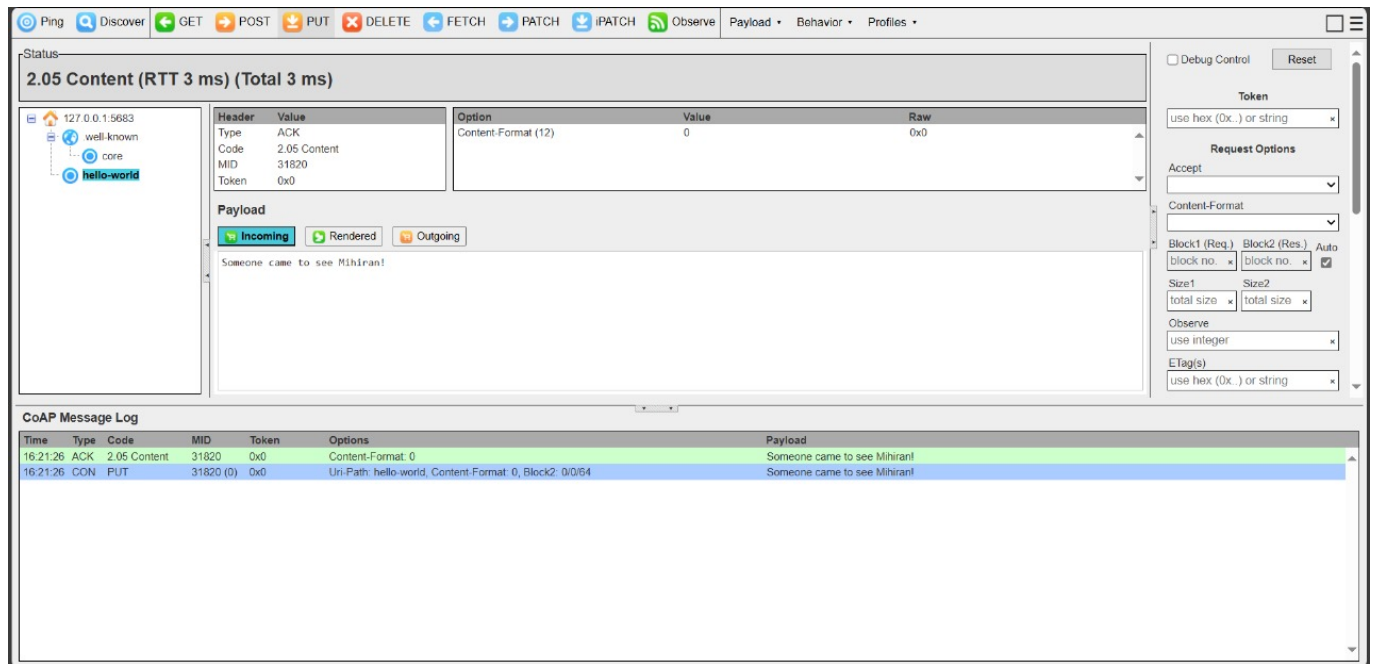 Ping Discover GET POST PUT DELETE FETCH PATCH iPATCH Observe Payload Behavior Profiles
Status
2.05 Content (RTT 3 ms) (Total 3 ms)
127.0.0.1:5683
well-known
core
hello-world
Header Value
Type ACK
Code 2.05 Content
MID 31820
Token 0x0
Option Value Raw
Content-Format (12) 0 0x0
Payload
Incoming Rendered Outgoing
Someone came to see Mihiran!
Debug Control Reset
Token
use hex (0x..) or string ×
Request Options
Accept
Content-Format
Block1 (Req.) Block2 (Res.) Auto
block no. × block no. ×
Size1 Size2
total size × total size ×
Observe
use integer ×
ETag(s)
use hex (0x..) or string ×
CoAP Message Log
Time Type Code MID Token Options Payload
16:21:26 ACK 2.05 Content 31820 0x0 Content-Format: 0 Someone came to see Mihiran!
16:21:26 CON PUT 31820 (0) 0x0 Uri-Path: hello-world, Content-Format: 0, Block2: 0/0/64 Someone came to see Mihiran!